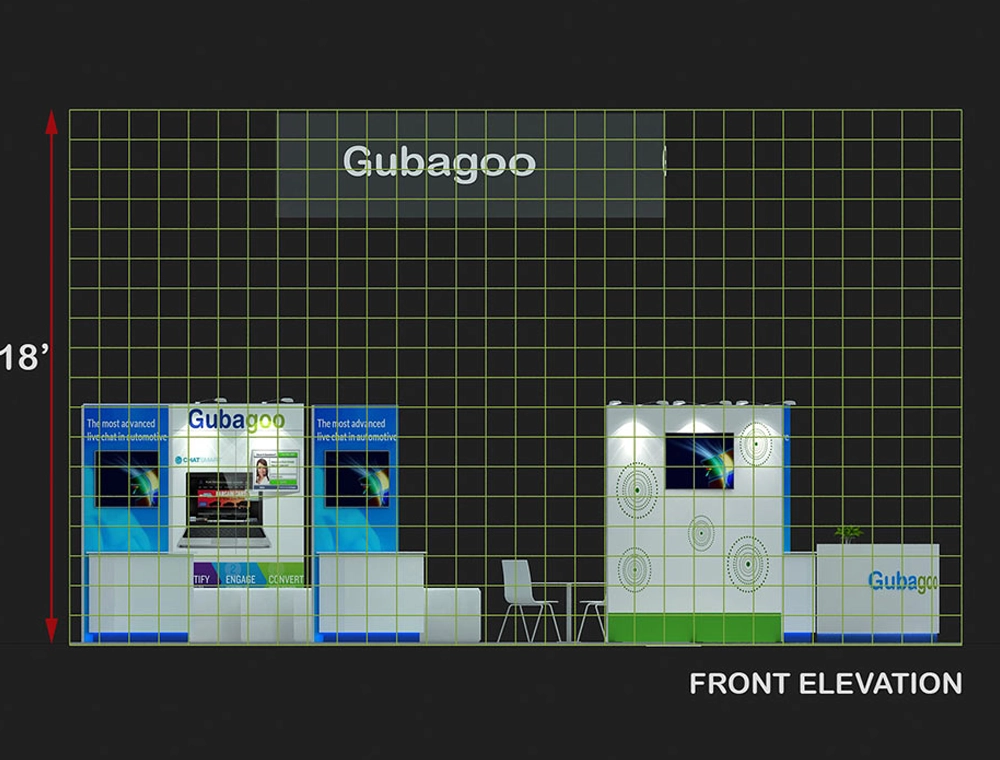 Gubagoo
18’
The most advanced
live chat in automotive
Gubagoo
The most advanced
live chat in automotive
CHAT
TIFY
ENGAGE
CONVERT
Gubagoo
FRONT ELEVATION